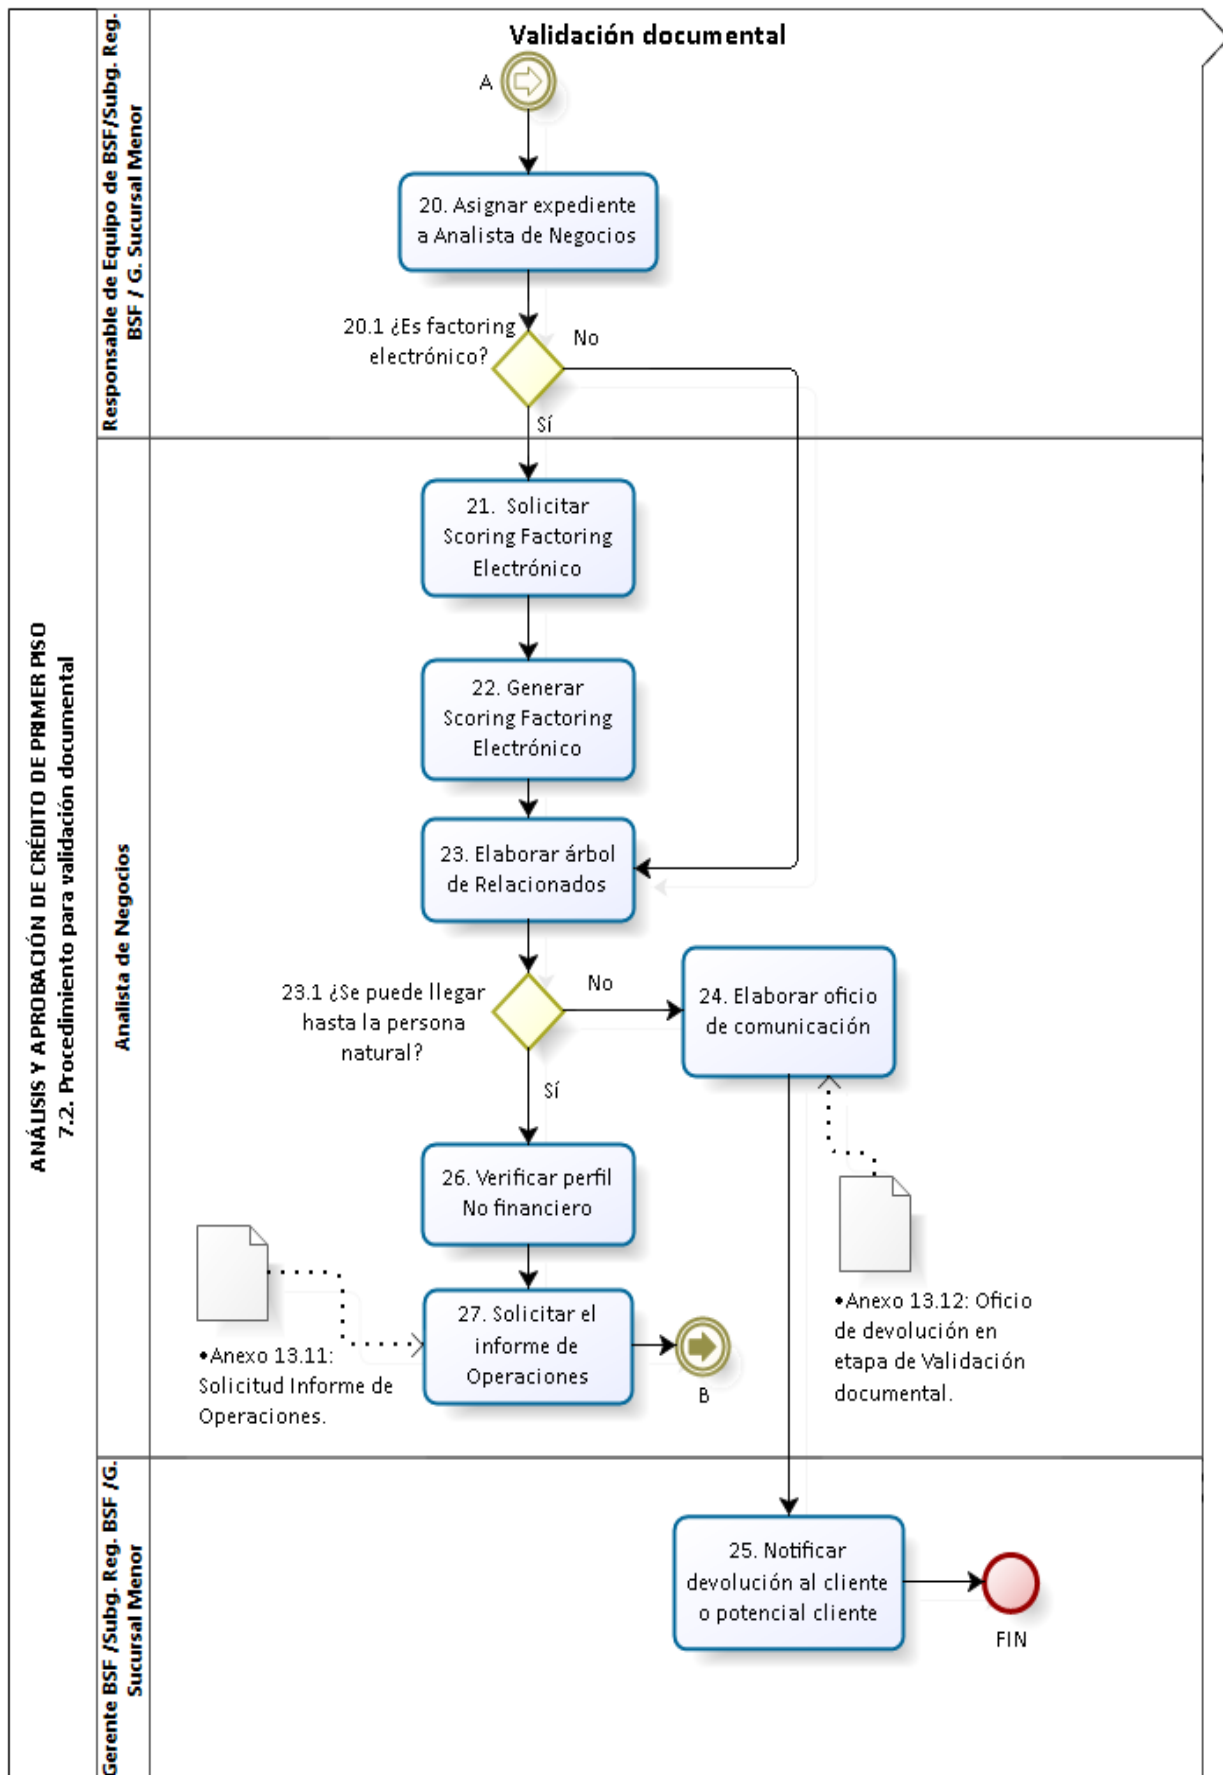 ANÁLISIS Y APROBACIÓN DE CRÉDITO DE PRIMER PISO
7.2. Procedimiento para validación documental
Validación documental
Responsable de Equipo de BSF/Subg. Reg.
BSF / G. Sucursal Menor
A
20. Asignar expediente
a Analista de Negocios
20.1 ¿Es factoring
electrónico?
No
Sí
Analista de Negocios
21. Solicitar
Scoring Factoring
Electrónico
22. Generar
Scoring Factoring
Electrónico
23. Elaborar árbol
de Relacionados
23.1 ¿Se puede llegar
hasta la persona
natural?
No
Sí
24. Elaborar oficio
de comunicación
26. Verificar perfil
No financiero
•Anexo 13.12: Oficio
de devolución en
etapa de Validación
documental.
27. Solicitar el
informe de
Operaciones
•Anexo 13.11:
Solicitud Informe de
Operaciones.
B
Gerente BSF /Subg. Reg. BSF /G.
Sucursal Menor
25. Notificar
devolución al cliente
o potencial cliente
FIN